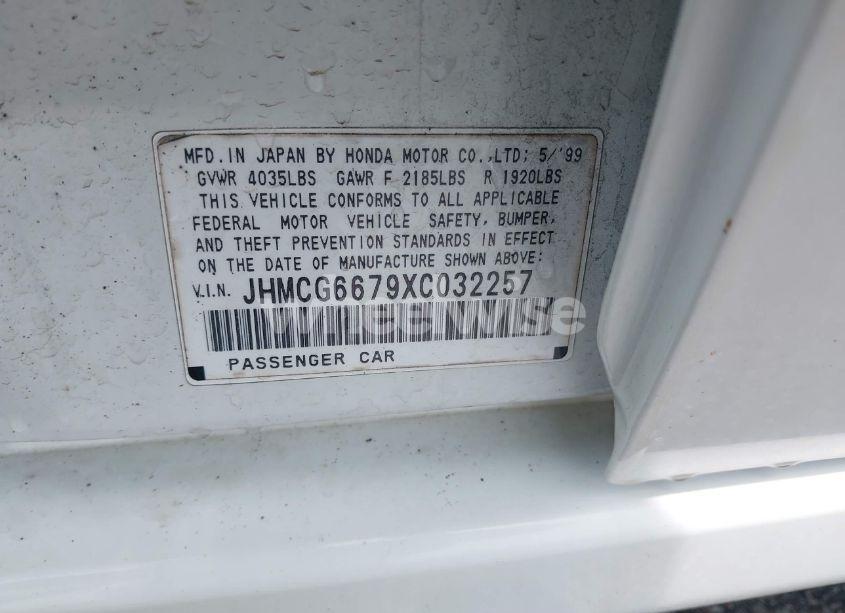 MFD.IN JAPAN BY HONDA MOTOR CO.,LTD; 5/'99
GVWR 4035LBS GAWR F 2185LBS R 1920LBS
THIS VEHICLE CONFORMS TO ALL APPLICABLE
FEDERAL MOTOR VEHICLE SAFETY, BUMPER,
AND THEFT PREVENTION STANDARDS IN EFFECT
ON THE DATE OF MANUFACTURE SHOWN ABOVE:
V.I.N. JHMCG6679XC032257
wheelwise
PASSENGER CAR